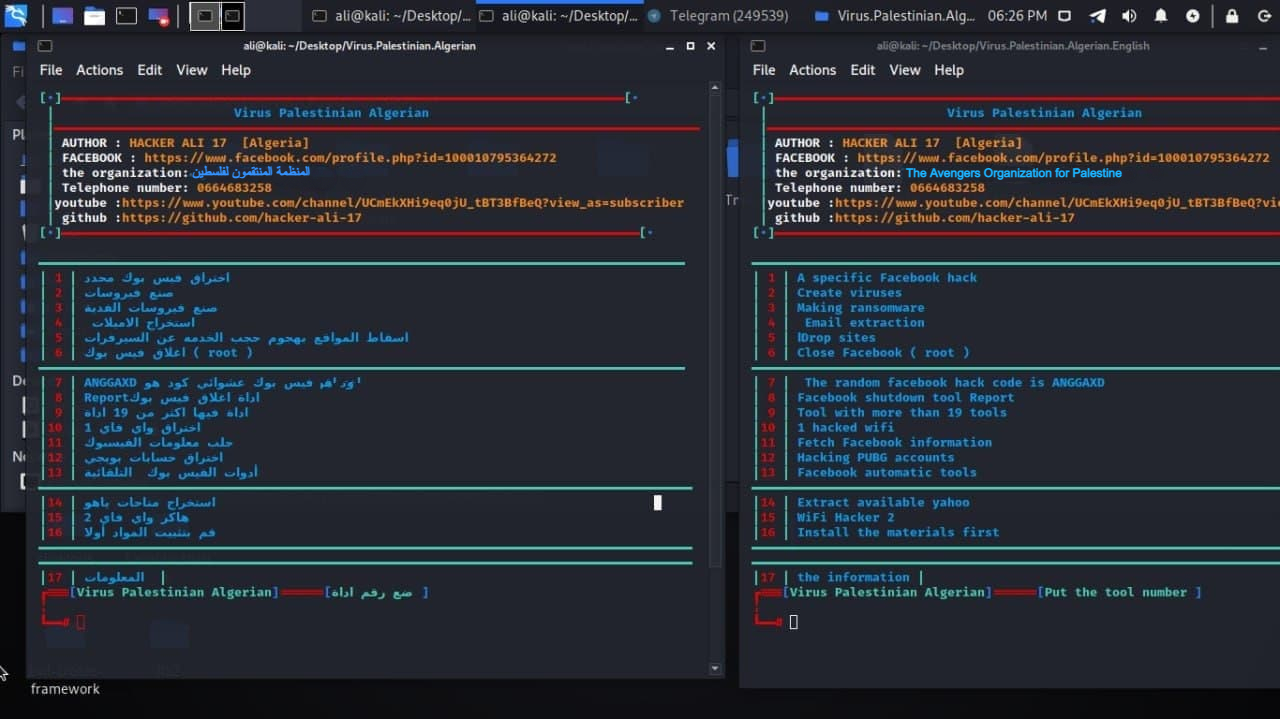 ali@kali: ~/Desktop/...
ali@kali: ~/Desktop/...
Telegram (249539)
Virus.Palestinian.Alg...
06:26 PM
ali@kali: ~/Desktop/Virus.Palestinian.Algerian
File Actions Edit View Help
Virus Palestinian Algerian
AUTHOR : HACKER ALI 17 [Algeria]
FACEBOOK : https://www.facebook.com/profile.php?id=100010795364272
the organization: المنظمة المنتقمون لفلسطين
Telephone number: 0664683258
youtube :https://www.youtube.com/channel/UCmEkXHi9eq0jU_tBT3BfBeQ?view_as=subscriber
github :https://github.com/hacker-ali-17
| 1 | اختراق فيس بوك محدد
| 2 | صنع فيروسات
| 3 | صنع فيروسات الفدية
| 4 | استخراج الاميلات
| 5 | اسقاط المواقع بهجوم حجب الخدمه عن السيرفرات
| 6 | اغلاق فيس بوك ( root )
| 7 | ANGGAXD فيس بوك عشوائي كود هو
| 8 | Reportاداة اغلاق فيس بوك
| 9 | اداة فيها اكثر من 19 اداة
|10 | اختراق واي فاي 1
|11 | جلب معلومات الفيسبوك
|12 | اختراق حسابات بوبجي
|13 | أدوات الفيس بوك التلقائية
|14 | استخراج متاحات ياهو
|15 | هاكر واي فاي 2
|16 | قم بتثبيت المواد أولا
|17 | المعلومات |
[Virus Palestinian Algerian] [ضع رقم اداة ]
#
framework
ali@kali: ~/Desktop/Virus.Palestinian.Algerian.English
File Actions Edit View Help
Virus Palestinian Algerian
AUTHOR : HACKER ALI 17 [Algeria]
FACEBOOK : https://www.facebook.com/profile.php?id=100010795364272
the organization: The Avengers Organization for Palestine
Telephone number: 0664683258
youtube :https://www.youtube.com/channel/UCmEkXHi9eq0jU_tBT3BfBeQ?vi
github :https://github.com/hacker-ali-17
| 1 | A specific Facebook hack
| 2 | Create viruses
| 3 | Making ransomware
| 4 | Email extraction
| 5 | lDrop sites
| 6 | Close Facebook ( root )
| 7 | The random facebook hack code is ANGGAXD
| 8 | Facebook shutdown tool Report
| 9 | Tool with more than 19 tools
|10 | 1 hacked wifi
|11 | Fetch Facebook information
|12 | Hacking PUBG accounts
|13 | Facebook automatic tools
|14 | Extract available yahoo
|15 | WiFi Hacker 2
|16 | Install the materials first
|17 | the information |
[Virus Palestinian Algerian] [Put the tool number ]
#